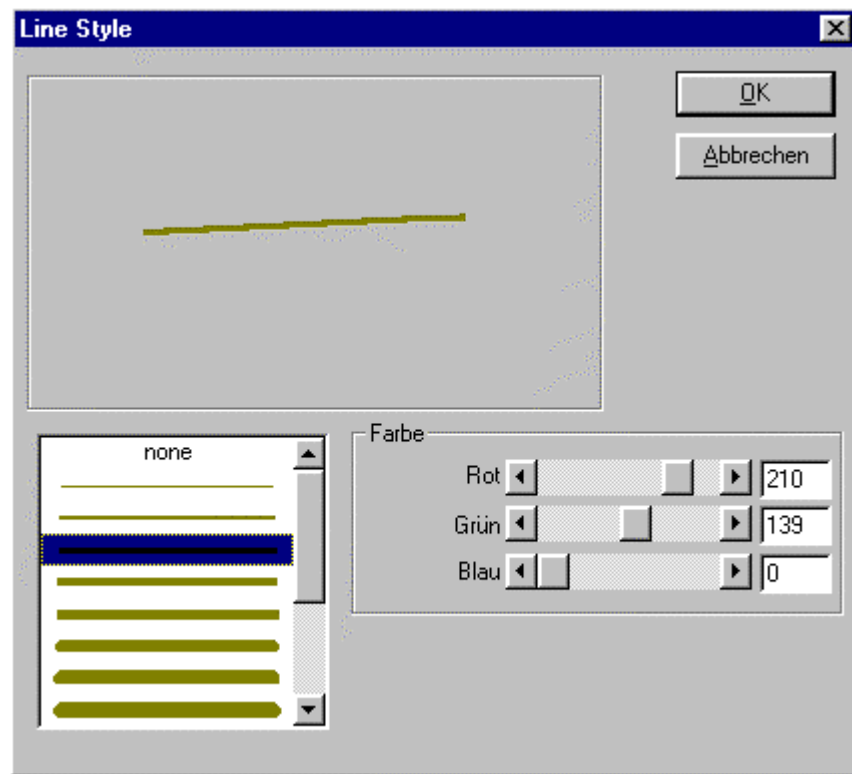 Line Style
OK
Abbrechen
none
Farbe
Rot 210
Grün 139
Blau 0